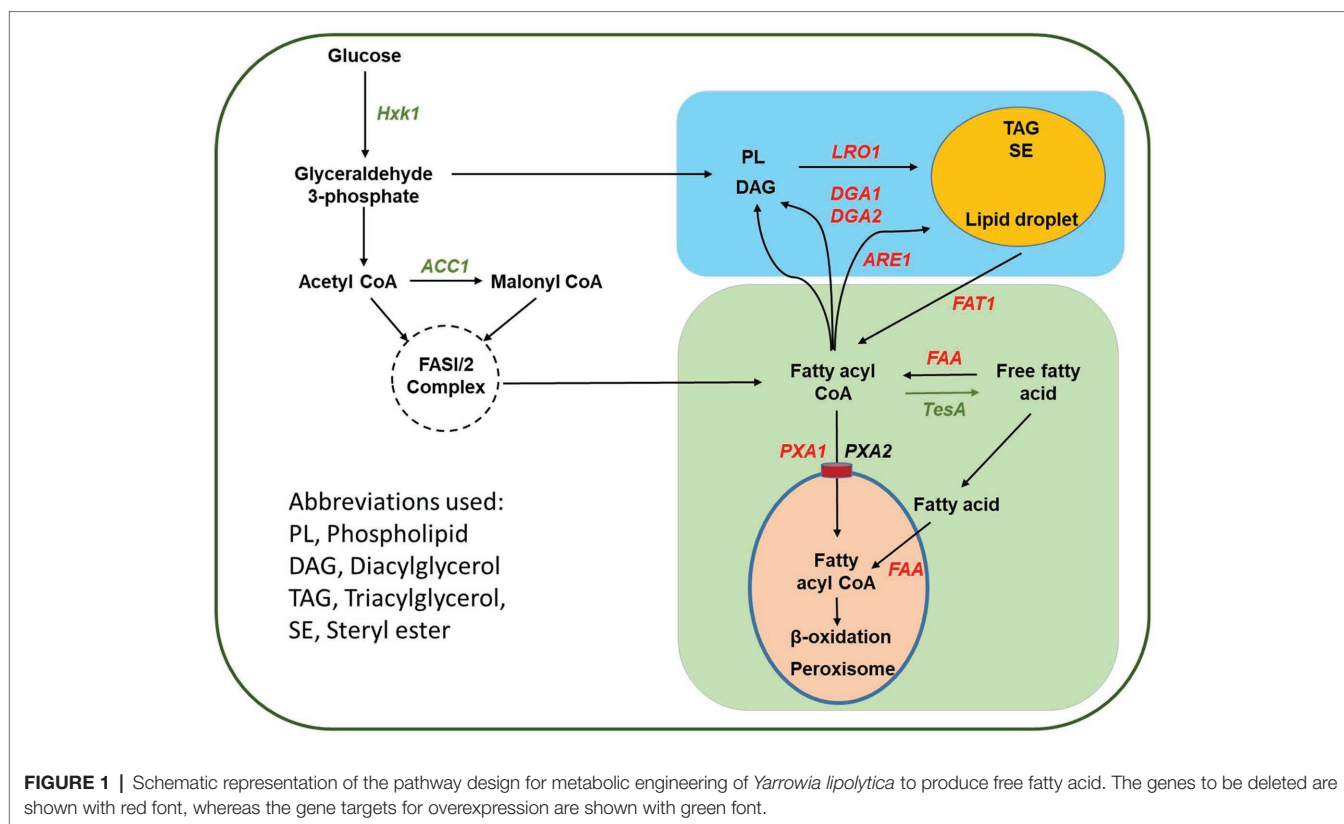 Glucose
Hxk1
Glyceraldehyde
3-phosphate
Acetyl CoA
ACC1
Malonyl CoA
FASI/2
Complex
PL
DAG
LRO1
DGA1
DGA2
ARE1
TAG
SE
Lipid droplet
FAT1
Fatty acyl
CoA
FAA
TesA
Free fatty
acid
PXA1
PXA2
Fatty acid
Fatty
acyl CoA
FAA
β-oxidation
Peroxisome
Abbreviations used:
PL, Phospholipid
DAG, Diacylglycerol
TAG, Triacylglycerol,
SE, Steryl ester
FIGURE 1 | Schematic representation of the pathway design for metabolic engineering of Yarrowia lipolytica to produce free fatty acid. The genes to be deleted are
shown with red font, whereas the gene targets for overexpression are shown with green font.